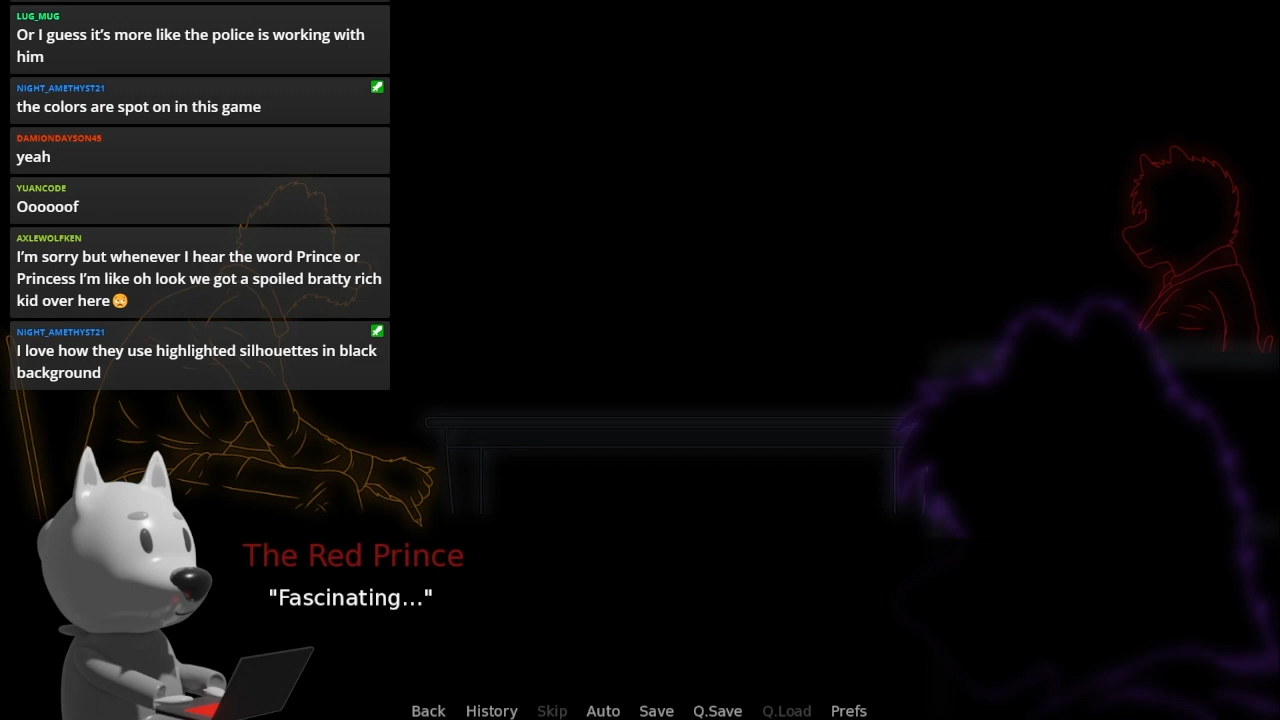 LUG_MUG
Or I guess it’s more like the police is working with
him
NIGHT_AMETHYST21
the colors are spot on in this game
DAMIONDAYSON45
yeah
YUANCODE
Oooooof
AXLEWOLFKEN
I’m sorry but whenever I hear the word Prince or
Princess I’m like oh look we got a spoiled bratty rich
kid over here
NIGHT_AMETHYST21
I love how they use highlighted silhouettes in black
background
The Red Prince
"Fascinating..."
Back History Skip Auto Save Q.Save Q.Load Prefs